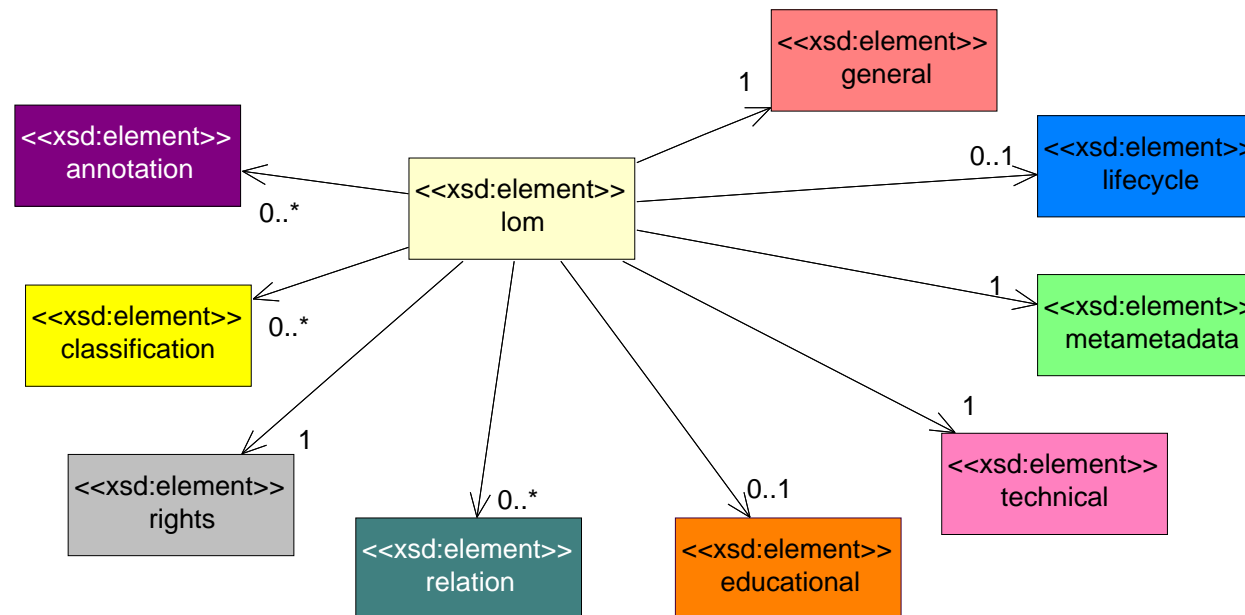 <<xsd:element>>
general
1
<<xsd:element>>
annotation
0..*
<<xsd:element>>
lifecycle
0..1
<<xsd:element>>
lom
<<xsd:element>>
metametadata
1
<<xsd:element>>
classification
0..*
<<xsd:element>>
technical
1
<<xsd:element>>
rights
1
<<xsd:element>>
relation
0..*
<<xsd:element>>
educational
0..1